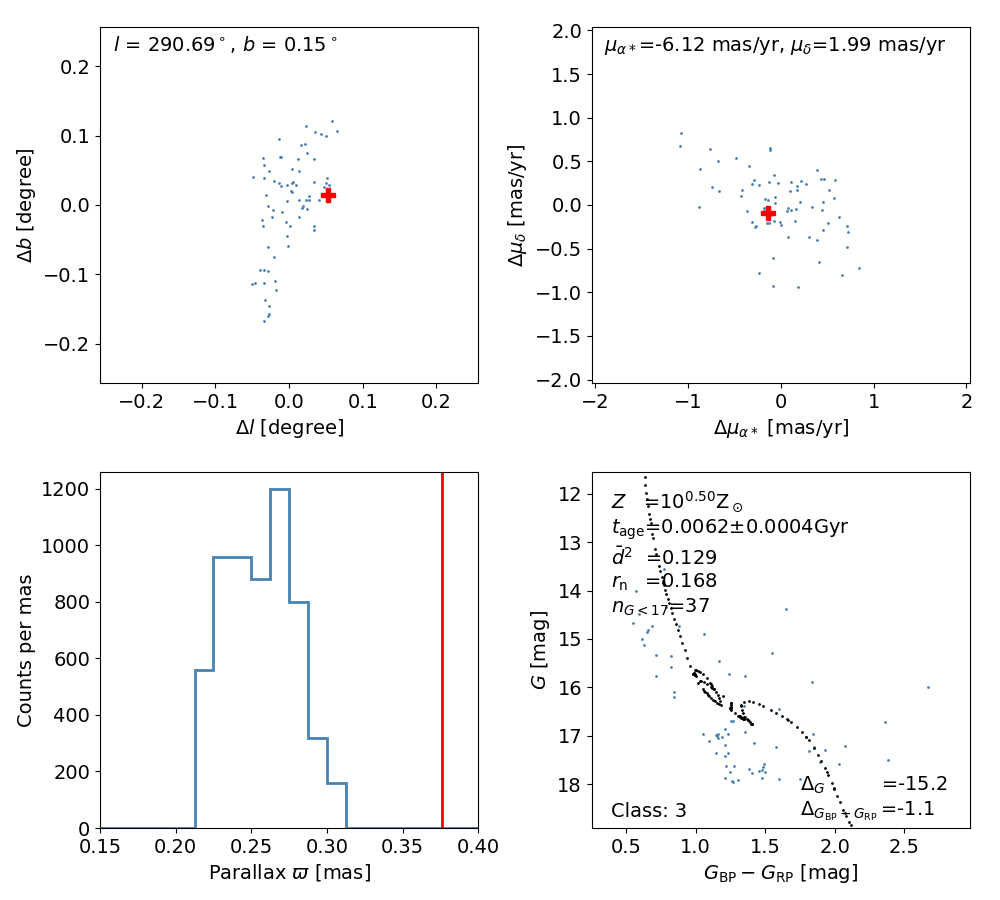 l = 290.69°, b = 0.15°
0.2
0.1
0.0
−0.1
−0.2
Δb [degree]
−0.2 −0.1 0.0 0.1 0.2
Δl [degree]
μα∗=-6.12 mas/yr, μδ=1.99 mas/yr
2.0
1.5
1.0
0.5
0.0
−0.5
−1.0
−1.5
−2.0
Δμδ [mas/yr]
−2 −1 0 1 2
Δμα∗ [mas/yr]
1200
1000
800
600
400
200
0
Counts per mas
0.15 0.20 0.25 0.30 0.35 0.40
Parallax ϖ [mas]
12
13
14
15
16
17
18
G [mag]
Z =10^0.50 Z⊙
t_age=0.0062±0.0004Gyr
d̄² =0.129
r_n =0.168
n_G<17=37
Δ_G =-15.2
Δ_G_BP−G_RP =-1.1
Class: 3
0.5 1.0 1.5 2.0 2.5
G_BP − G_RP [mag]